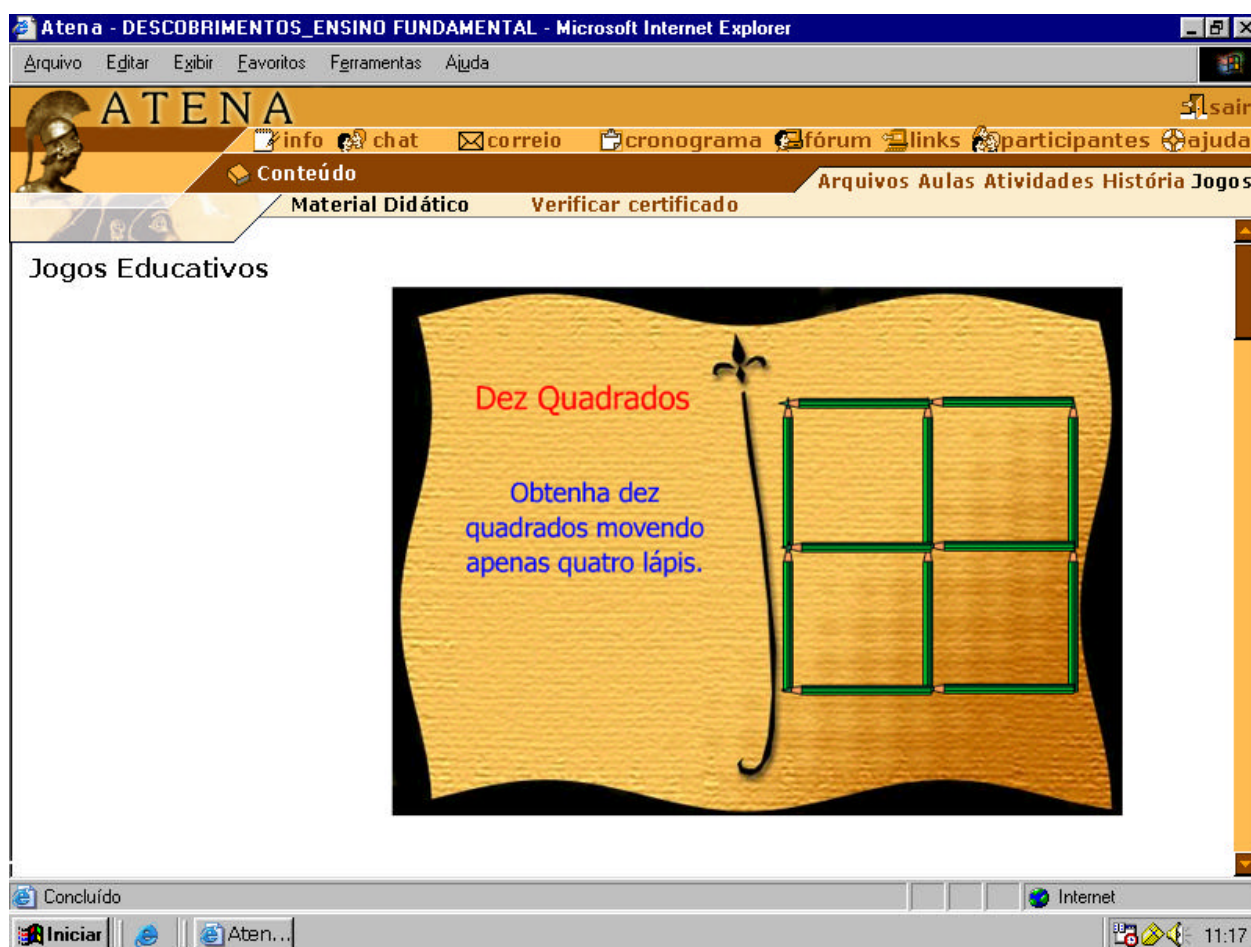 Atena - DESCOBRIMENTOS_ENSINO FUNDAMENTAL - Microsoft Internet Explorer
Arquivo Editar Exibir Favoritos Ferramentas Ajuda
ATENA
sair
info chat correio cronograma fórum links participantes ajuda
Conteúdo
Arquivos Aulas Atividades História Jogos
Material Didático Verificar certificado
Jogos Educativos
Dez Quadrados
Obtenha dez
quadrados movendo
apenas quatro lápis.
Concluído
Internet
Iniciar
Aten...
11:17